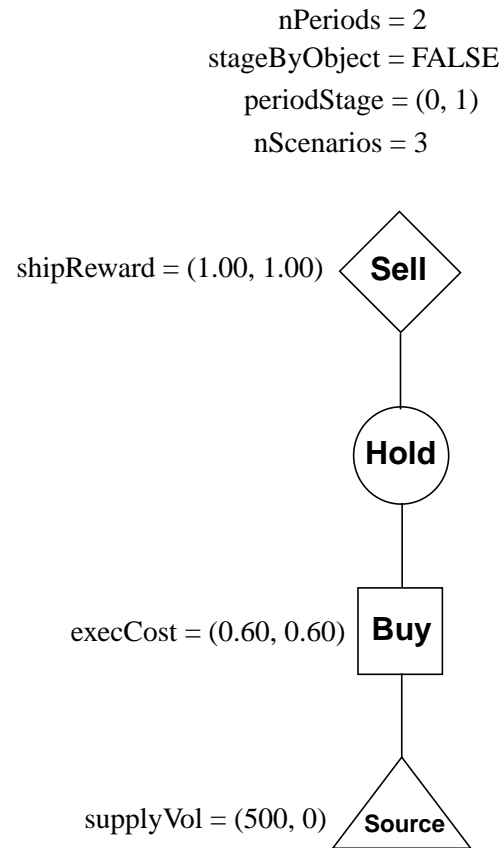 nPeriods = 2
stageByObject = FALSE
periodStage = (0, 1)
nScenarios = 3
shipReward = (1.00, 1.00)
Sell
Hold
execCost = (0.60, 0.60)
Buy
supplyVol = (500, 0)
Source